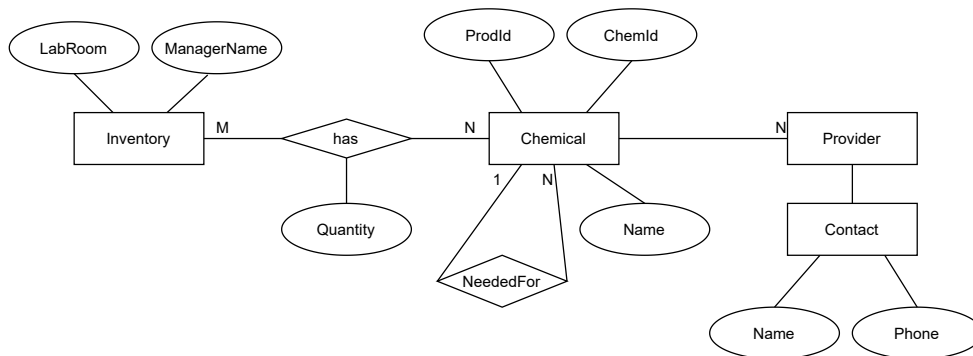 ProdId
ChemId
LabRoom
ManagerName
Inventory
M
has
N
Chemical
N
Provider
1
N
Quantity
Name
Contact
NeededFor
Name
Phone